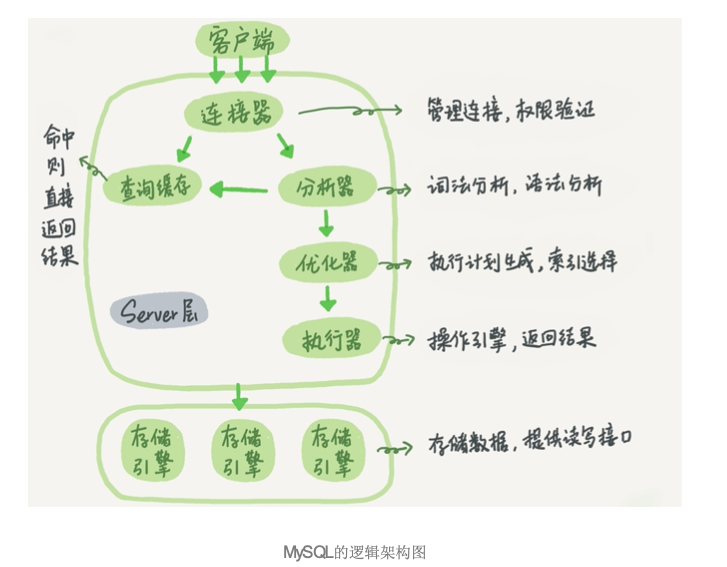 客户端
连接器
管理连接，权限验证
命中
则
直接
返回
结果
查询缓存
分析器
词法分析，语法分析
优化器
执行计划生成，索引选择
Server层
执行器
操作引擎，返回结果
存储
引擎
存储
引擎
存储
引擎
存储数据，提供读写接口
MySQL的逻辑架构图